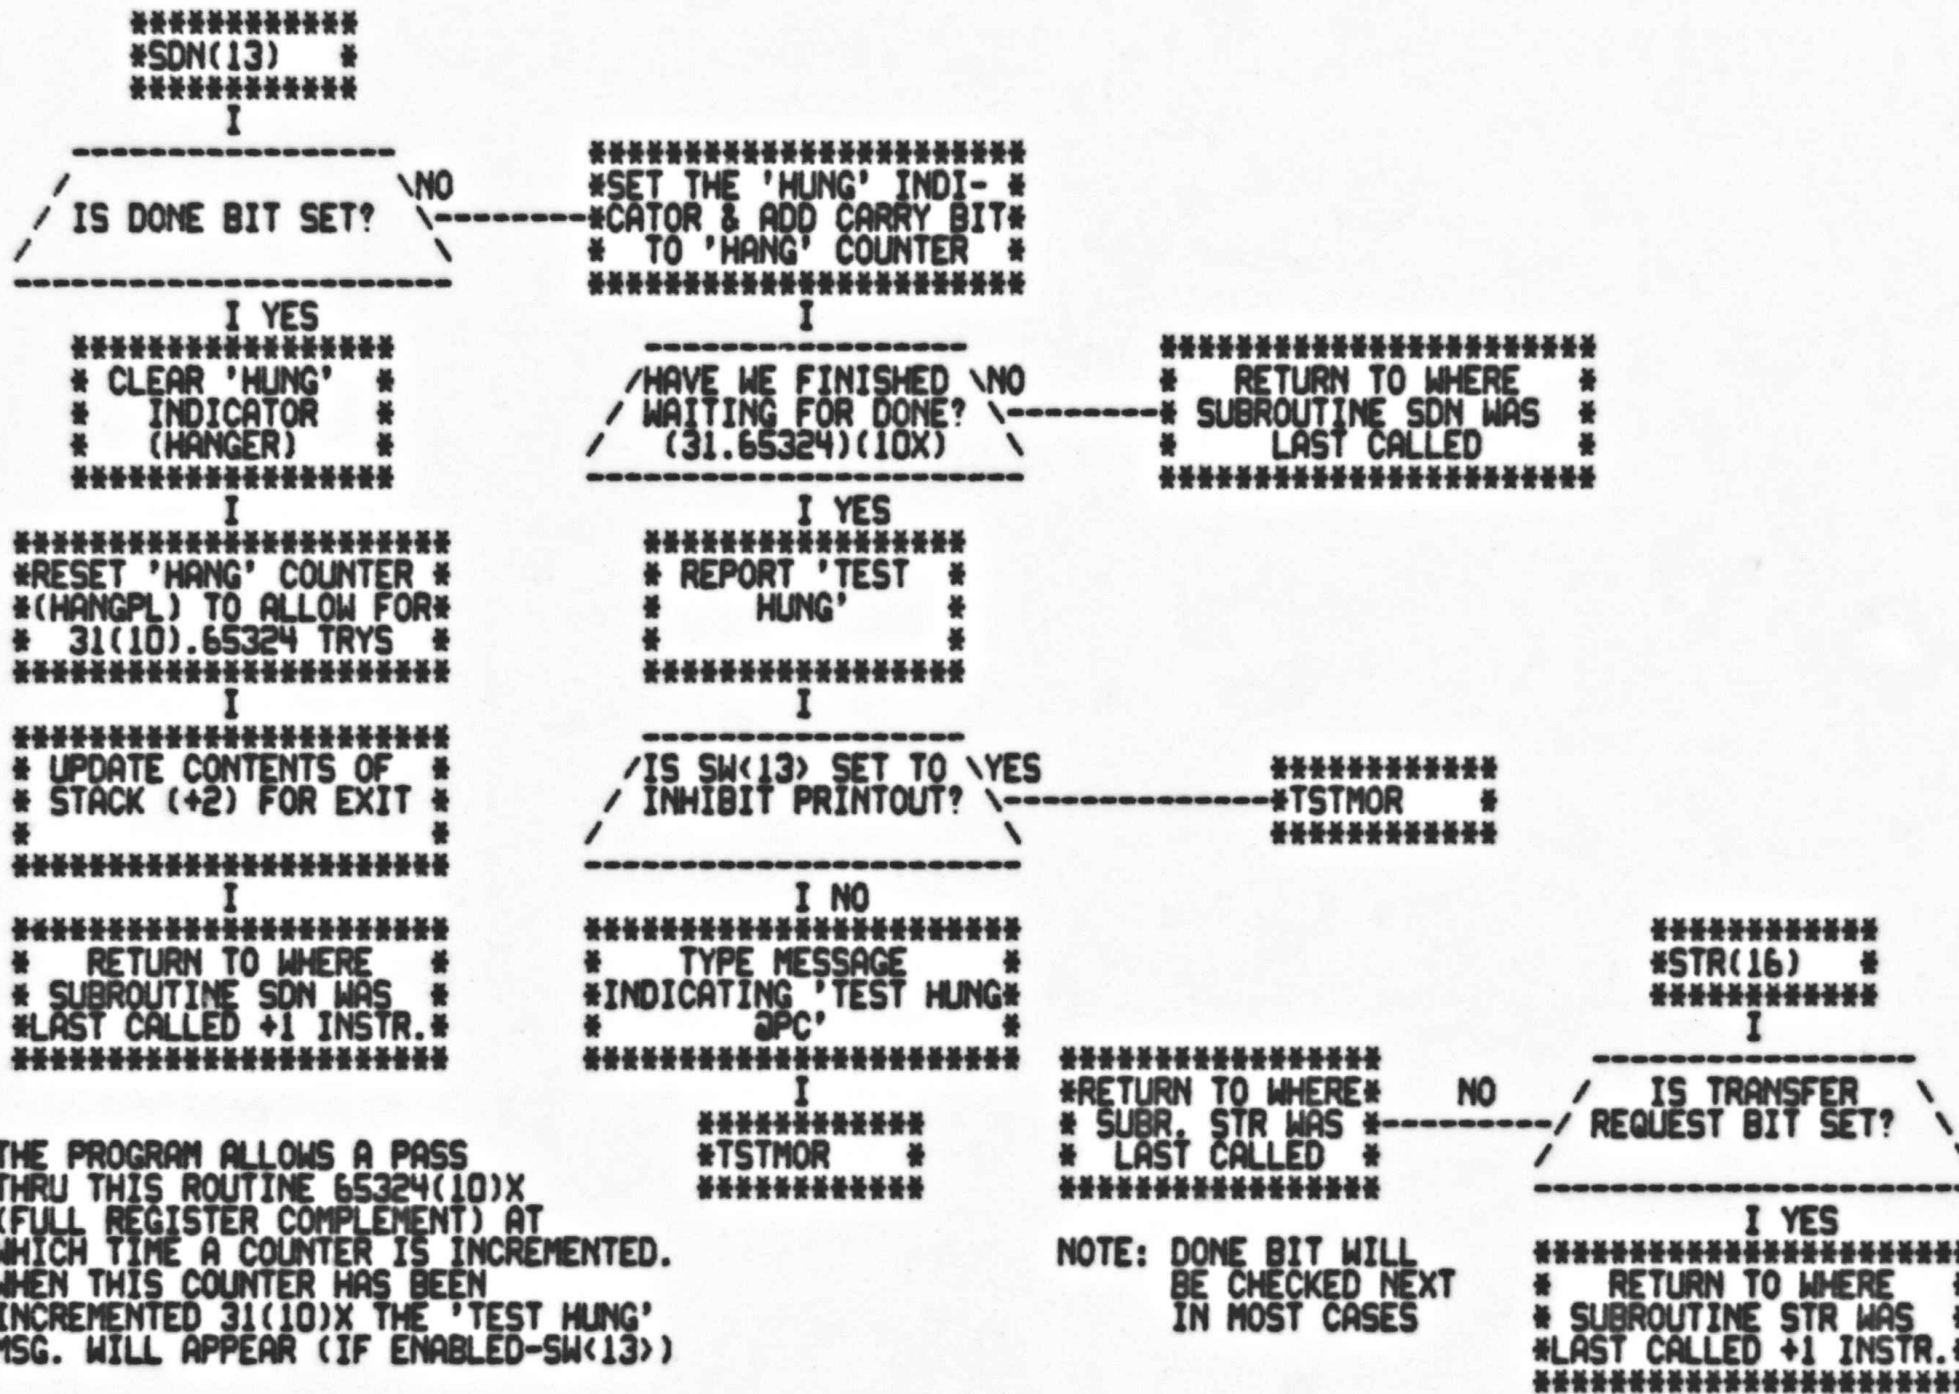 *SDN(13) *
IS DONE BIT SET?
NO
*SET THE 'HUNG' INDI- *
*CATOR & ADD CARRY BIT*
* TO 'HANG' COUNTER *
I YES
* CLEAR 'HUNG' *
* INDICATOR *
* (HANGER) *
I
*RESET 'HANG' COUNTER *
*(HANGPL) TO ALLOW FOR*
* 31(10).65324 TRYS *
I
* UPDATE CONTENTS OF *
* STACK (+2) FOR EXIT *
I
* RETURN TO WHERE *
* SUBROUTINE SDN WAS *
*LAST CALLED +1 INSTR.*
I
/HAVE WE FINISHED \NO
/ WAITING FOR DONE? \
/ (31.65324)(10X) \
* RETURN TO WHERE *
* SUBROUTINE SDN WAS *
* LAST CALLED *
I YES
* REPORT 'TEST *
* HUNG' *
I
/IS SW<13> SET TO \YES
/ INHIBIT PRINTOUT? \
*TSTMOR *
I NO
* TYPE MESSAGE *
*INDICATING 'TEST HUNG*
* @PC' *
I
*TSTMOR *
*STR(16) *
I
/ IS TRANSFER \
REQUEST BIT SET?
NO
*RETURN TO WHERE*
* SUBR. STR WAS *
* LAST CALLED *
I YES
* RETURN TO WHERE
* SUBROUTINE STR WAS *
*LAST CALLED +1 INSTR.*
THE PROGRAM ALLOWS A PASS
THRU THIS ROUTINE 65324(10)X
(FULL REGISTER COMPLEMENT) AT
WHICH TIME A COUNTER IS INCREMENTED.
WHEN THIS COUNTER HAS BEEN
INCREMENTED 31(10)X THE 'TEST HUNG'
MSG. WILL APPEAR (IF ENABLED-SW<13>)
NOTE: DONE BIT WILL
BE CHECKED NEXT
IN MOST CASES